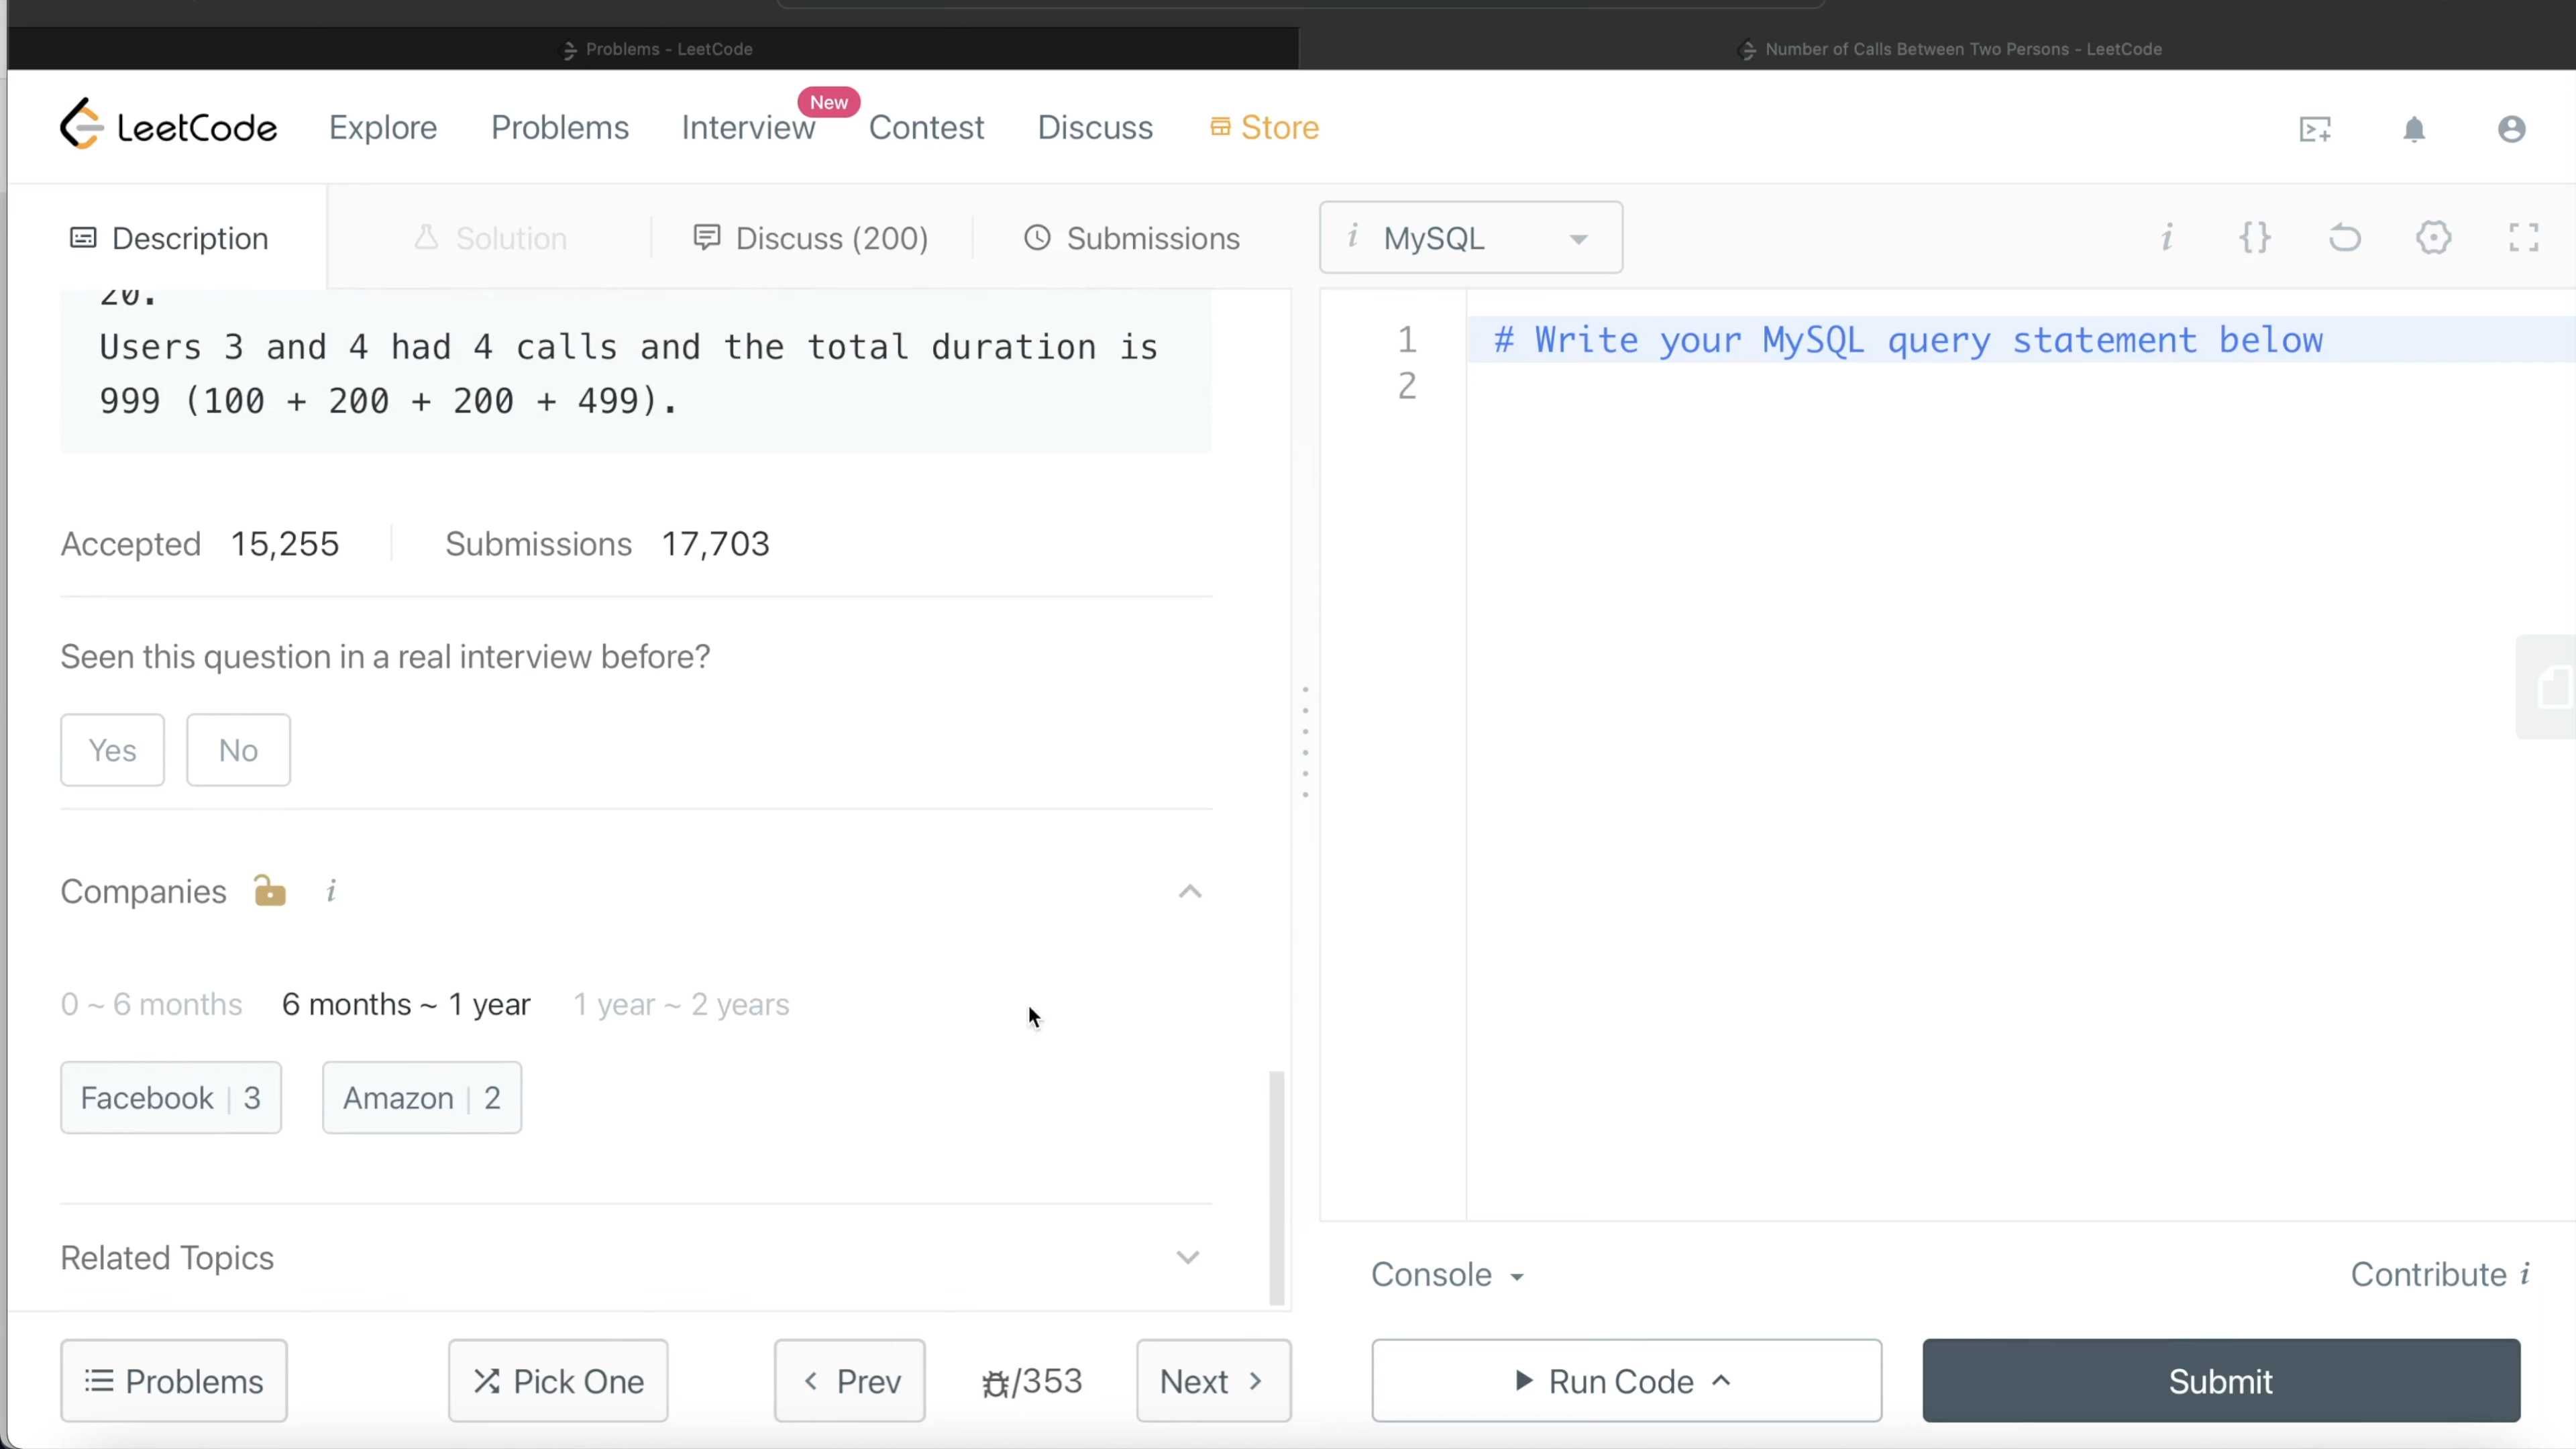 Problems - LeetCode
Number of Calls Between Two Persons - LeetCode
LeetCode Explore Problems Interview New Contest Discuss Store
Description Solution Discuss (200) Submissions i MySQL i {}
20.
Users 3 and 4 had 4 calls and the total duration is
999 (100 + 200 + 200 + 499).
1 # Write your MySQL query statement below
2
Accepted 15,255 Submissions 17,703
Seen this question in a real interview before?
Yes No
Companies i
0 ~ 6 months 6 months ~ 1 year 1 year ~ 2 years
Facebook | 3 Amazon | 2
Related Topics
Console Contribute i
Problems Pick One Prev /353 Next Run Code Submit